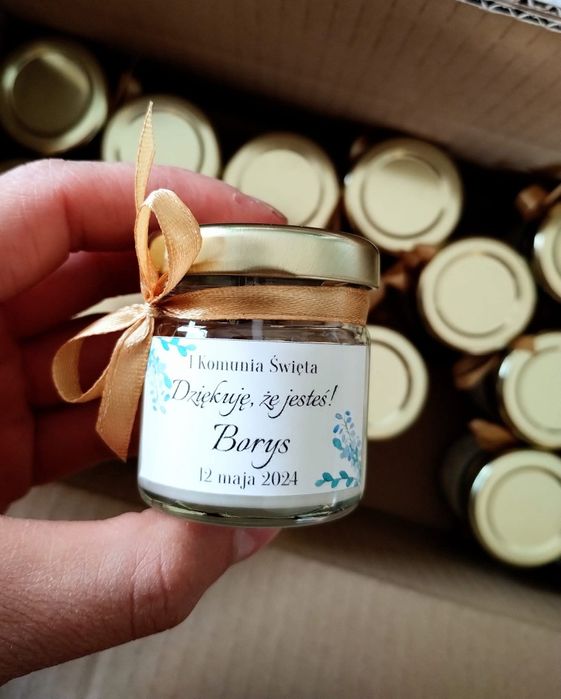 I Komunia Święta
Dziękuję, że jesteś!
Borys
12 maja 2024